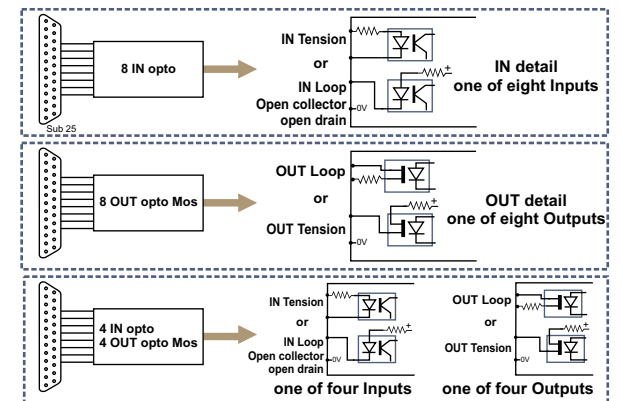 8 IN opto
Sub 25
IN Tension
or
IN Loop
Open collector
open drain
0V
+
IN detail
one of eight Inputs
8 OUT opto Mos
OUT Loop
or
OUT Tension
0V
+
OUT detail
one of eight Outputs
4 IN opto
4 OUT opto Mos
IN Tension
or
IN Loop
Open collector
open drain
0V
+
one of four Inputs
OUT Loop
or
OUT Tension
0V
+
one of four Outputs